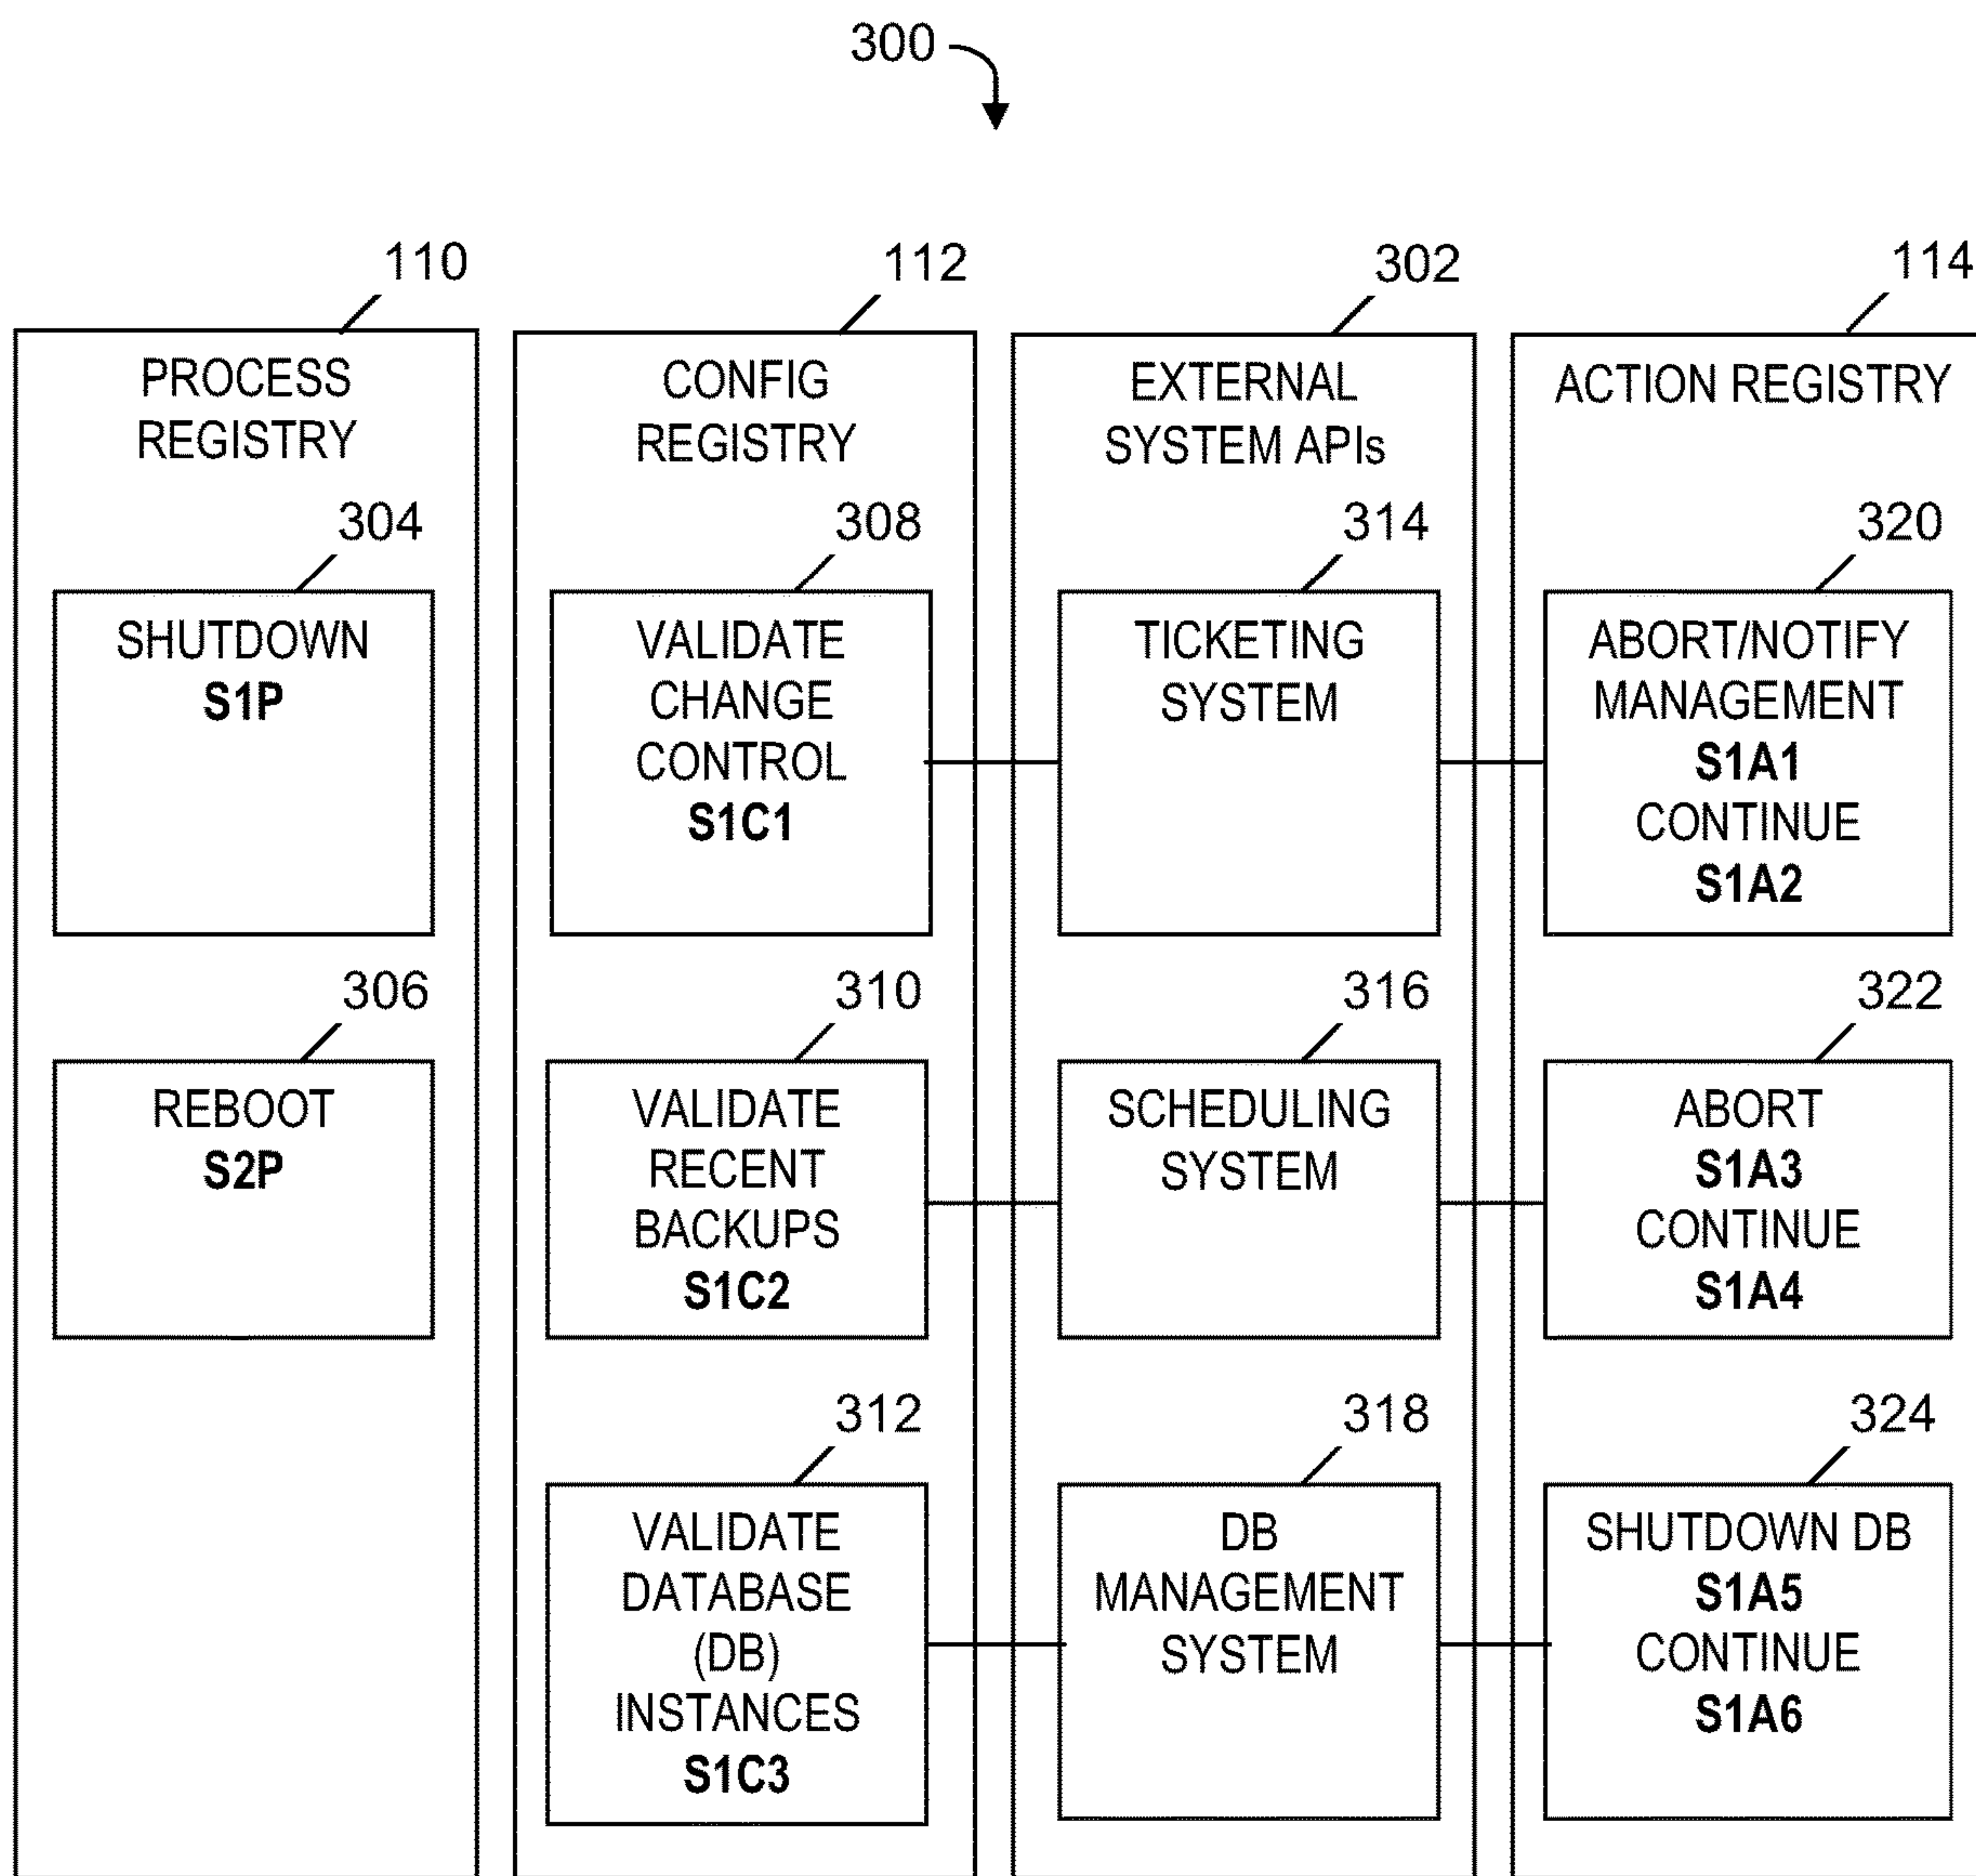 300
110
PROCESS
REGISTRY
304
SHUTDOWN
S1P
306
REBOOT
S2P
112
CONFIG
REGISTRY
308
VALIDATE
CHANGE
CONTROL
S1C1
310
VALIDATE
RECENT
BACKUPS
S1C2
312
VALIDATE
DATABASE
(DB)
INSTANCES
S1C3
302
EXTERNAL
SYSTEM APIs
314
TICKETING
SYSTEM
316
SCHEDULING
SYSTEM
318
DB
MANAGEMENT
SYSTEM
114
ACTION REGISTRY
320
ABORT/NOTIFY
MANAGEMENT
S1A1
CONTINUE
S1A2
322
ABORT
S1A3
CONTINUE
S1A4
324
SHUTDOWN DB
S1A5
CONTINUE
S1A6